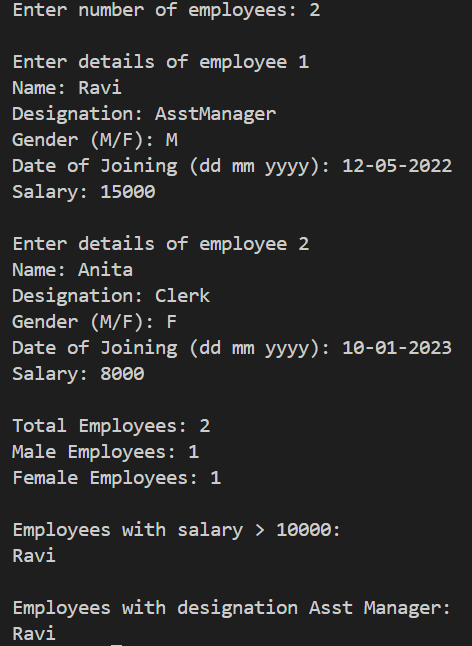 Enter number of employees: 2
Enter details of employee 1
Name: Ravi
Designation: AsstManager
Gender (M/F): M
Date of Joining (dd mm yyyy): 12-05-2022
Salary: 15000
Enter details of employee 2
Name: Anita
Designation: Clerk
Gender (M/F): F
Date of Joining (dd mm yyyy): 10-01-2023
Salary: 8000
Total Employees: 2
Male Employees: 1
Female Employees: 1
Employees with salary > 10000:
Ravi
Employees with designation Asst Manager:
Ravi